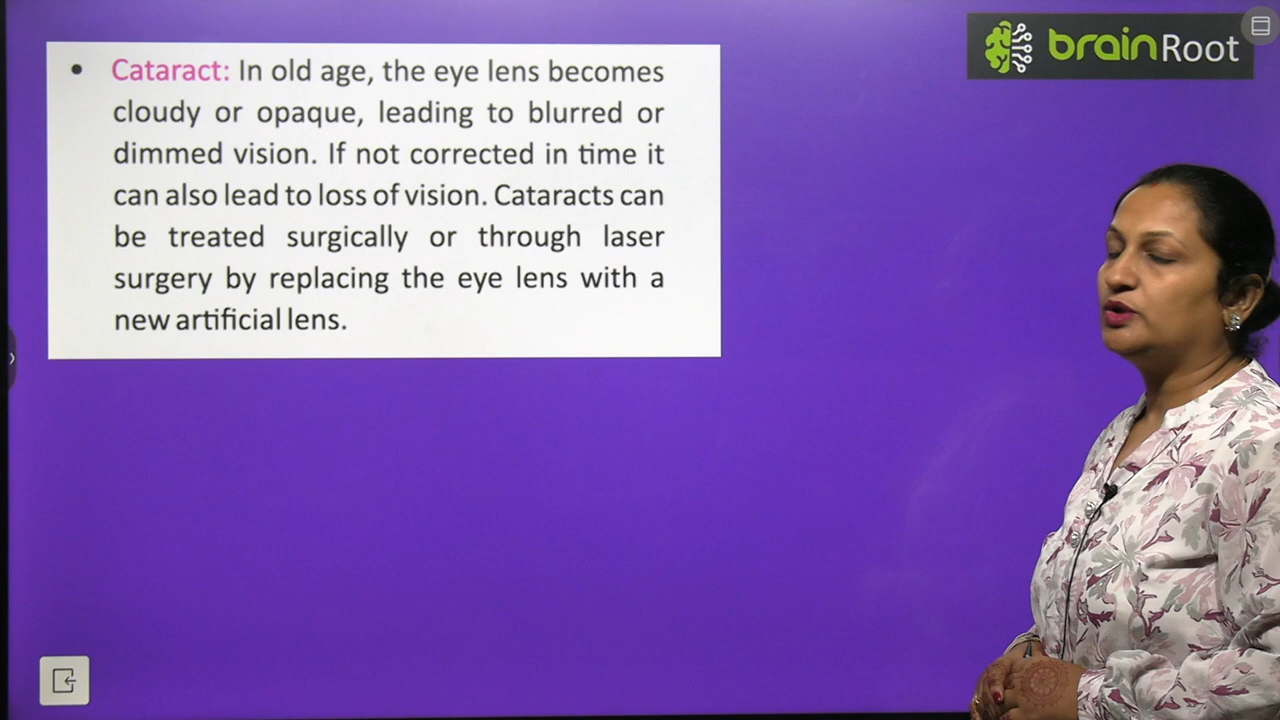 brainRoot
• Cataract: In old age, the eye lens becomes
cloudy or opaque, leading to blurred or
dimmed vision. If not corrected in time it
can also lead to loss of vision. Cataracts can
be treated surgically or through laser
surgery by replacing the eye lens with a
new artificial lens.